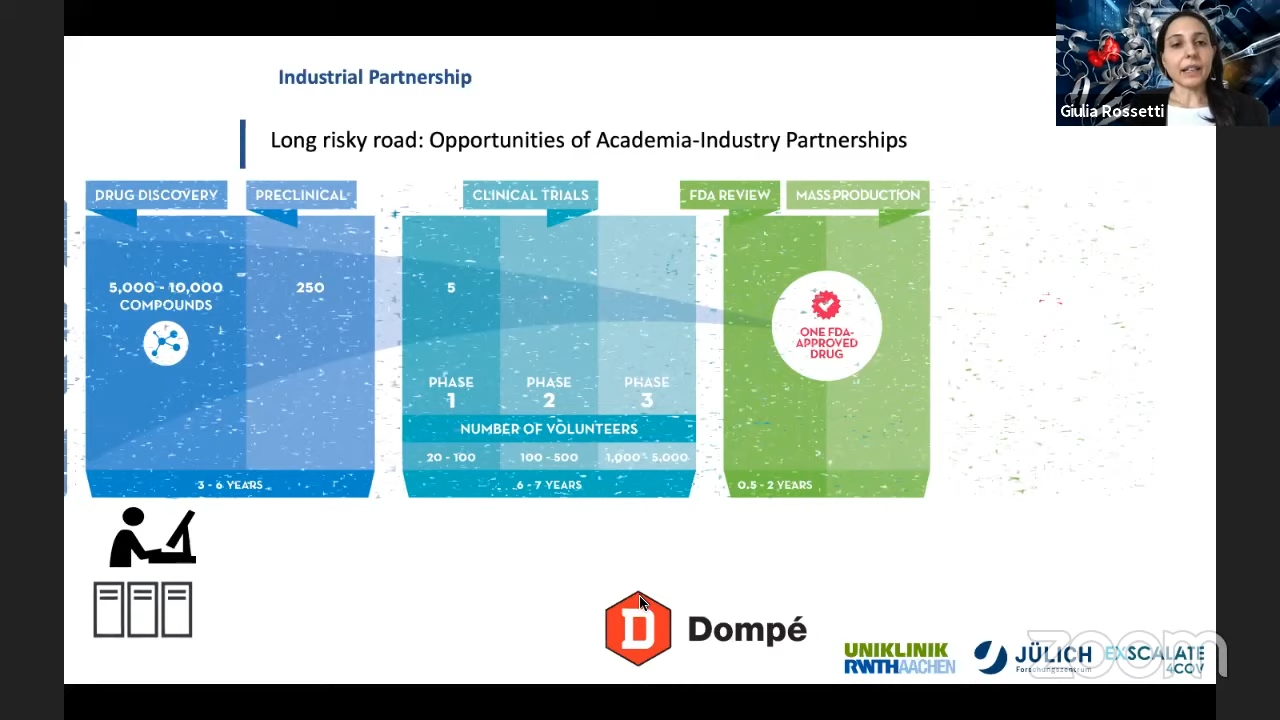 Industrial Partnership
Giulia Rossetti
Long risky road: Opportunities of Academia-Industry Partnerships
DRUG DISCOVERY
PRECLINICAL
CLINICAL TRIALS
FDA REVIEW
MASS PRODUCTION
5,000 - 10,000
COMPOUNDS
250
5
ONE FDA-
APPROVED
DRUG
PHASE
1
PHASE
2
PHASE
3
NUMBER OF VOLUNTEERS
20 - 100
100 - 500
1,000 - 5,000
3 - 6 YEARS
6 - 7 YEARS
0.5 - 2 YEARS
D Dompé
UNIKLINIK
RWTHAACHEN
JÜLICH
Forschungszentrum
EXSCALATE
4COV
zoom